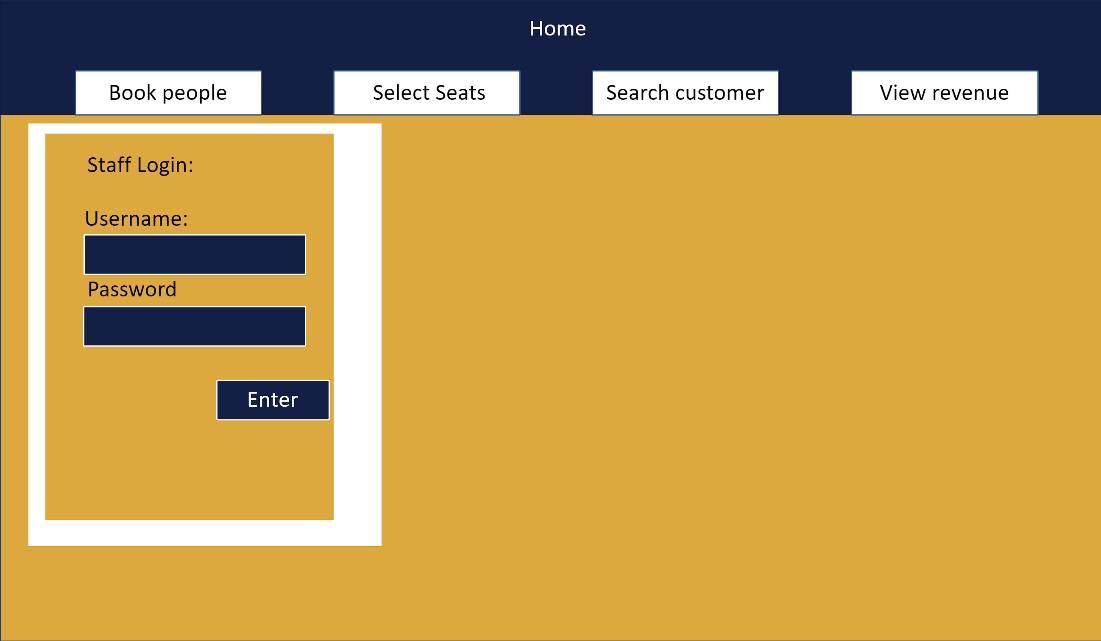 Home
Book people
Select Seats
Search customer
View revenue
Staff Login:
Username:
Password
Enter